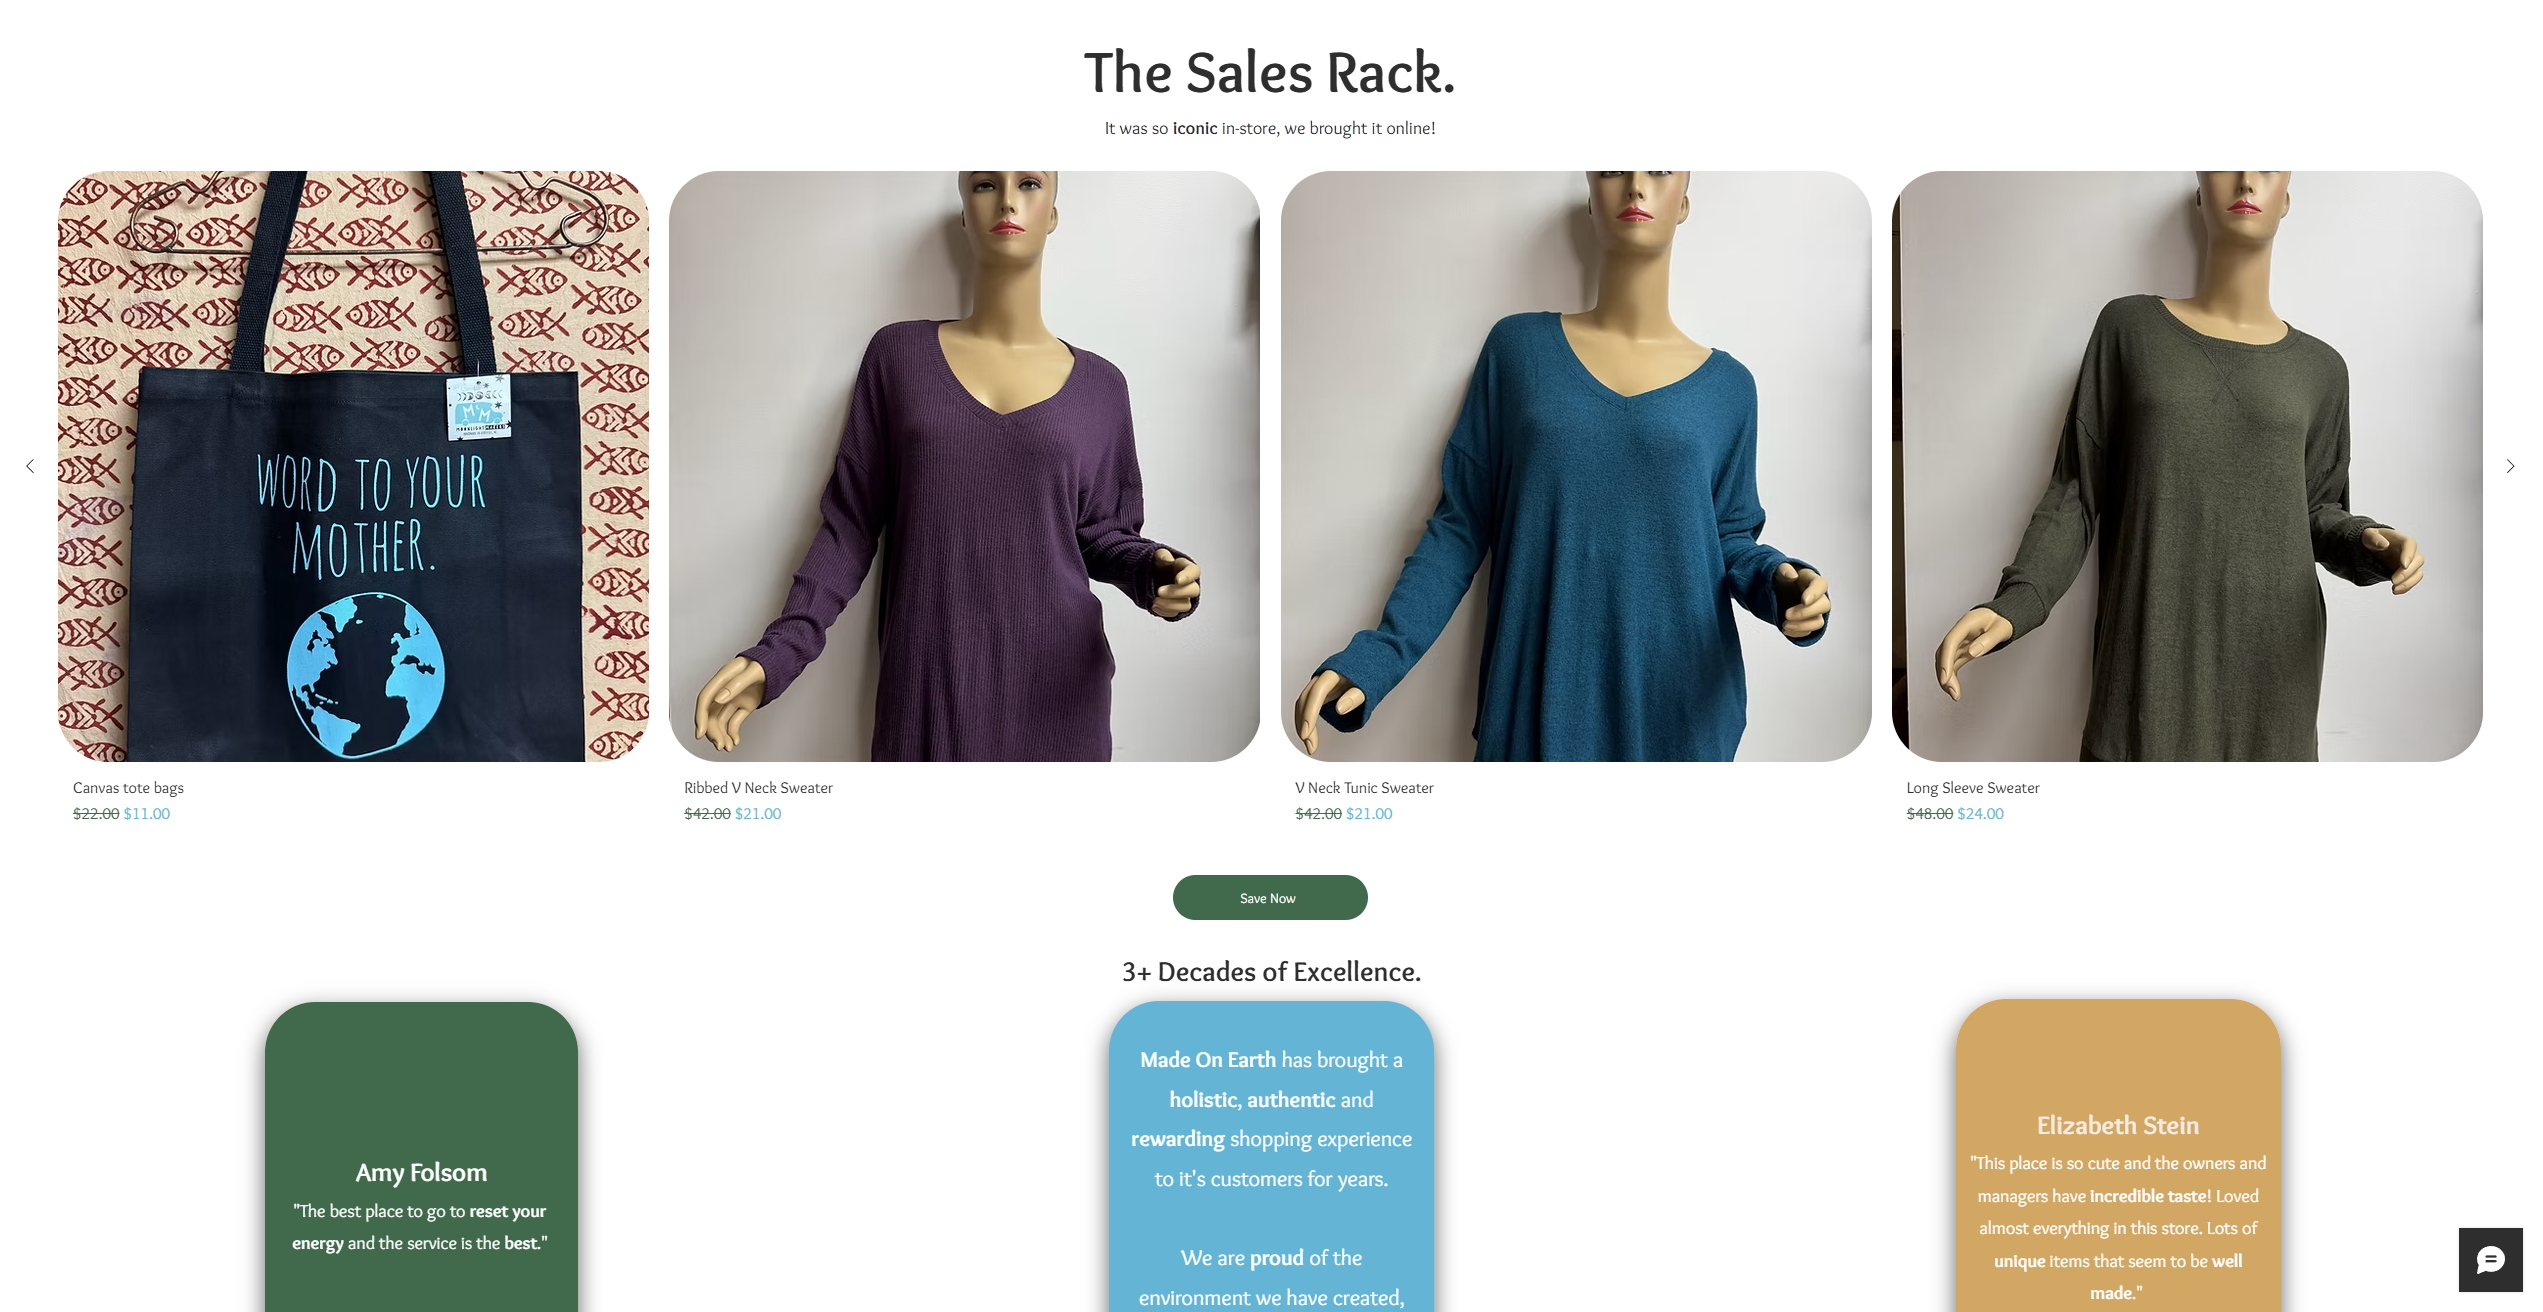 The Sales Rack.
It was so iconic in-store, we brought it online!
WORD TO YOUR
MOTHER.
Canvas tote bags
$22.00 $11.00
Ribbed V Neck Sweater
$42.00 $21.00
V Neck Tunic Sweater
$42.00 $21.00
Long Sleeve Sweater
$48.00 $24.00
Save Now
3+ Decades of Excellence.
Amy Folsom
"The best place to go to reset your
energy and the service is the best."
Made On Earth has brought a
holistic, authentic and
rewarding shopping experience
to it's customers for years.
We are proud of the
environment we have created,
Elizabeth Stein
"This place is so cute and the owners and
managers have incredible taste! Loved
almost everything in this store. Lots of
unique items that seem to be well
made."